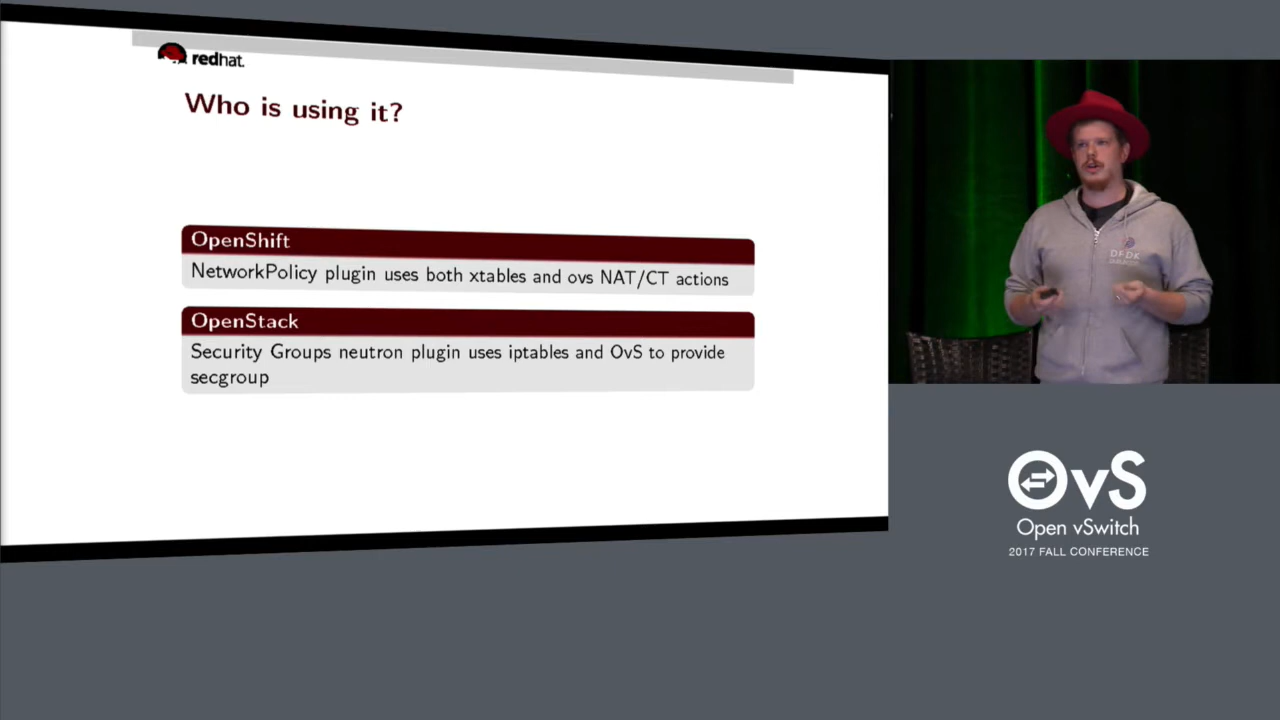 redhat.
Who is using it?
OpenShift
NetworkPolicy plugin uses both xtables and ovs NAT/CT actions
OpenStack
Security Groups neutron plugin uses iptables and OvS to provide
secgroup
DPDK
OvS
Open vSwitch
2017 FALL CONFERENCE